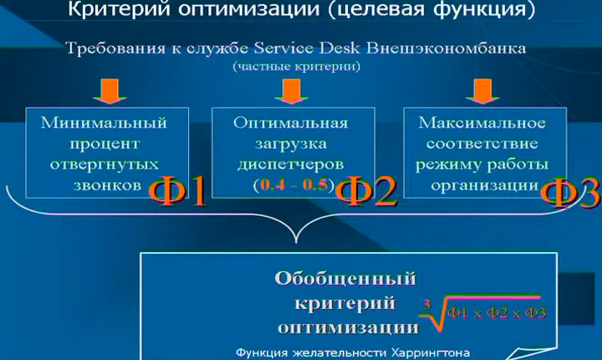 Критерий оптимизации (целевая функция)
Требования к службе Service Desk Внешэкономбанка
(частные критерии)
Минимальный
процент
отвергнутых
звонков
Ф1
Оптимальная
загрузка
диспетчеров
(0.4 - 0.5)
Ф2
Максимальное
соответствие
режиму работы
организации
Ф3
Обобщенный
критерий
оптимизации
3√Ф1 x Ф2 x Ф3
Функция желательности Харрингтона